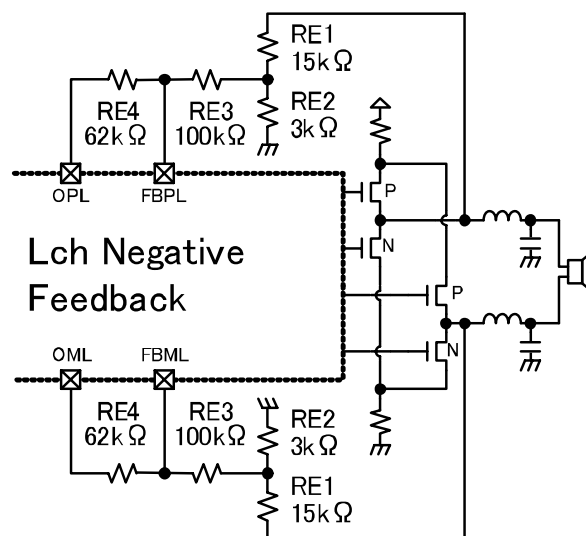 RE1
15kΩ
RE4
62kΩ
RE3
100kΩ
RE2
3kΩ
OPL
FBPL
P
N
Lch Negative
Feedback
P
N
OML
FBML
RE4
62kΩ
RE3
100kΩ
RE2
3kΩ
RE1
15kΩ